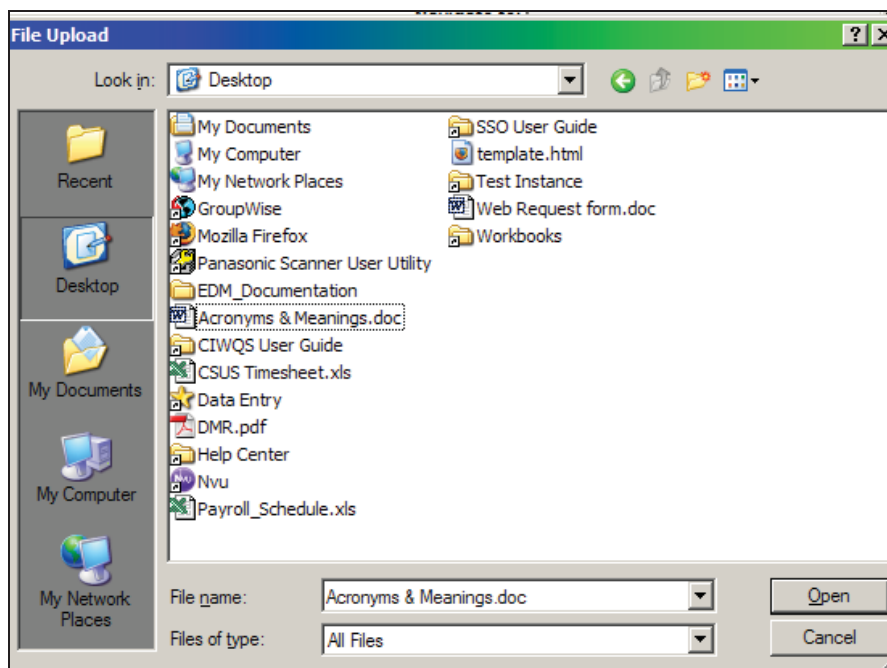 File Upload
Look in:
Desktop
Recent
Desktop
My Documents
My Computer
My Network
Places
My Documents
My Computer
My Network Places
GroupWise
Mozilla Firefox
Panasonic Scanner User Utility
EDM_Documentation
Acronyms & Meanings.doc
CIWQS User Guide
CSUS Timesheet.xls
Data Entry
DMR.pdf
Help Center
Nvu
Payroll_Schedule.xls
SSO User Guide
template.html
Test Instance
Web Request form.doc
Workbooks
File name:
Acronyms & Meanings.doc
Open
Files of type:
All Files
Cancel